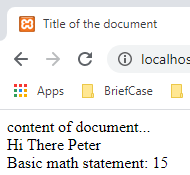 Title of the document
localhos
Apps BriefCase
content of document...
Hi There Peter
Basic math statement: 15